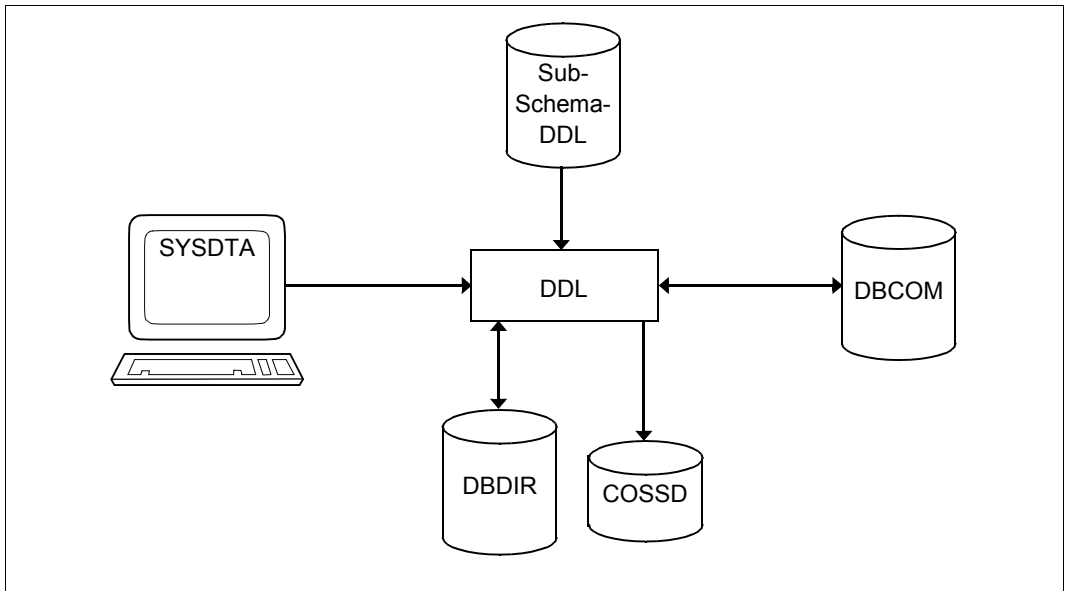 Sub-
Schema-
DDL
SYSDTA
DDL
DBCOM
DBDIR
COSSD